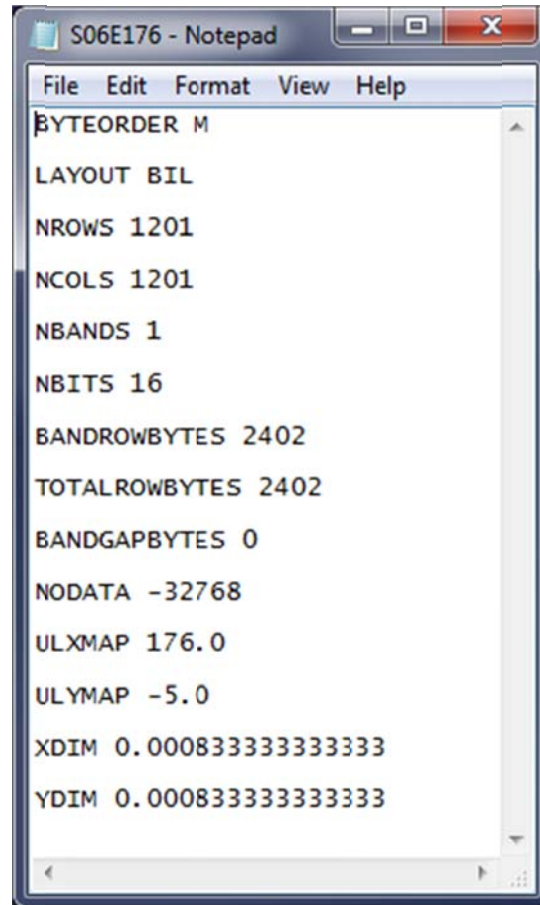 S06E176 - Notepad
File Edit Format View Help
BYTEORDER M
LAYOUT BIL
NROWS 1201
NCOLS 1201
NBANDS 1
NBITS 16
BANDROWBYTES 2402
TOTALROWBYTES 2402
BANDGAPBYTES 0
NODATA -32768
ULXMAP 176.0
ULYMAP -5.0
XDIM 0.000833333333333
YDIM 0.000833333333333